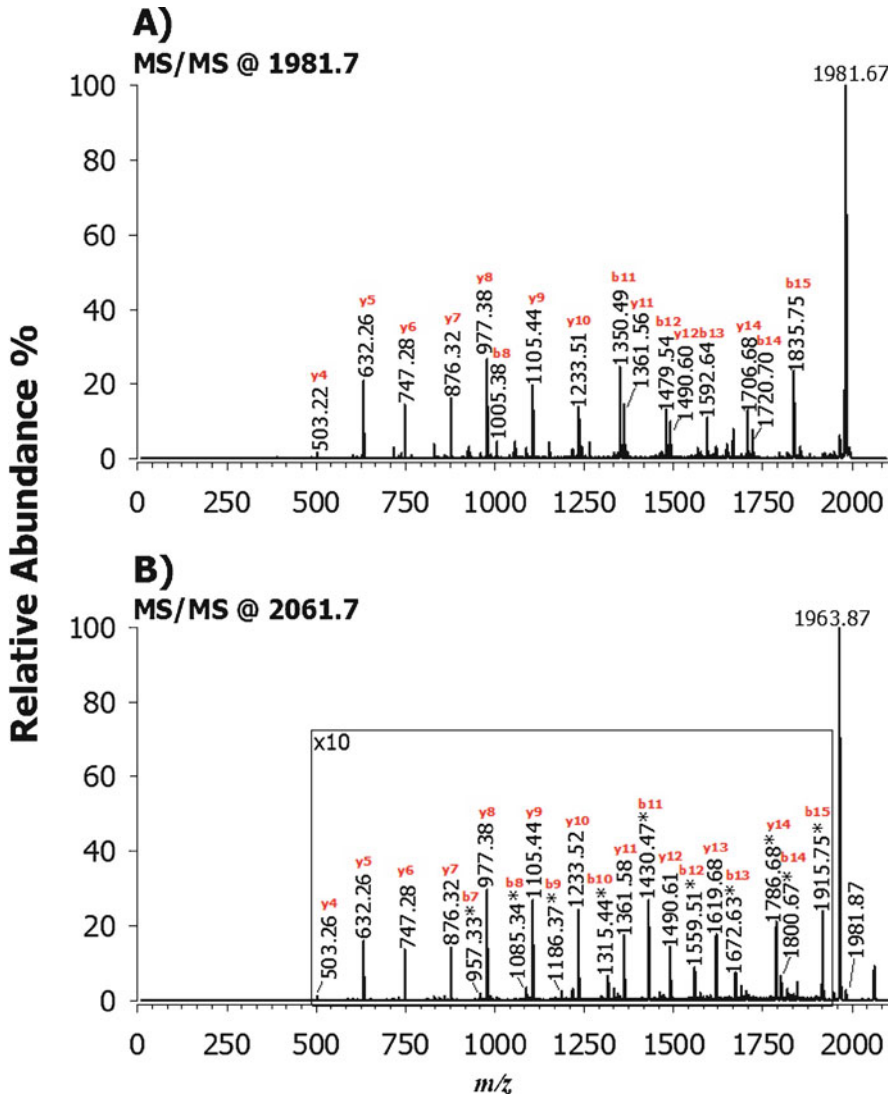 A)
MS/MS @ 1981.7
Relative Abundance %
100
80
60
40
20
0
y4
503.22
y5
632.26
y6
747.28
y7
876.32
y8
977.38
b8
1005.38
y9
1105.44
y10
1233.51
b11
1350.49
y11
1361.56
b12
1479.54
y12
1490.60
b13
1592.64
y14
1706.68
b14
1720.70
b15
1835.75
1981.67
0 250 500 750 1000 1250 1500 1750 2000
B)
MS/MS @ 2061.7
100
80
60
40
20
0
x10
y4
503.26
y5
632.26
y6
747.28
y7
876.32
b7
957.33*
y8
977.38
b8
1085.34*
y9
1105.44
b9
1186.37*
y10
1233.52
b10
1315.44*
y11
1361.58
b11
1430.47*
y12
1490.61
b12
1559.51*
y13
1619.68
b13
1672.63*
y14
1786.68*
b14
1800.67*
b15
1915.75*
1963.87
1981.87
0 250 500 750 1000 1250 1500 1750 2000
m/z